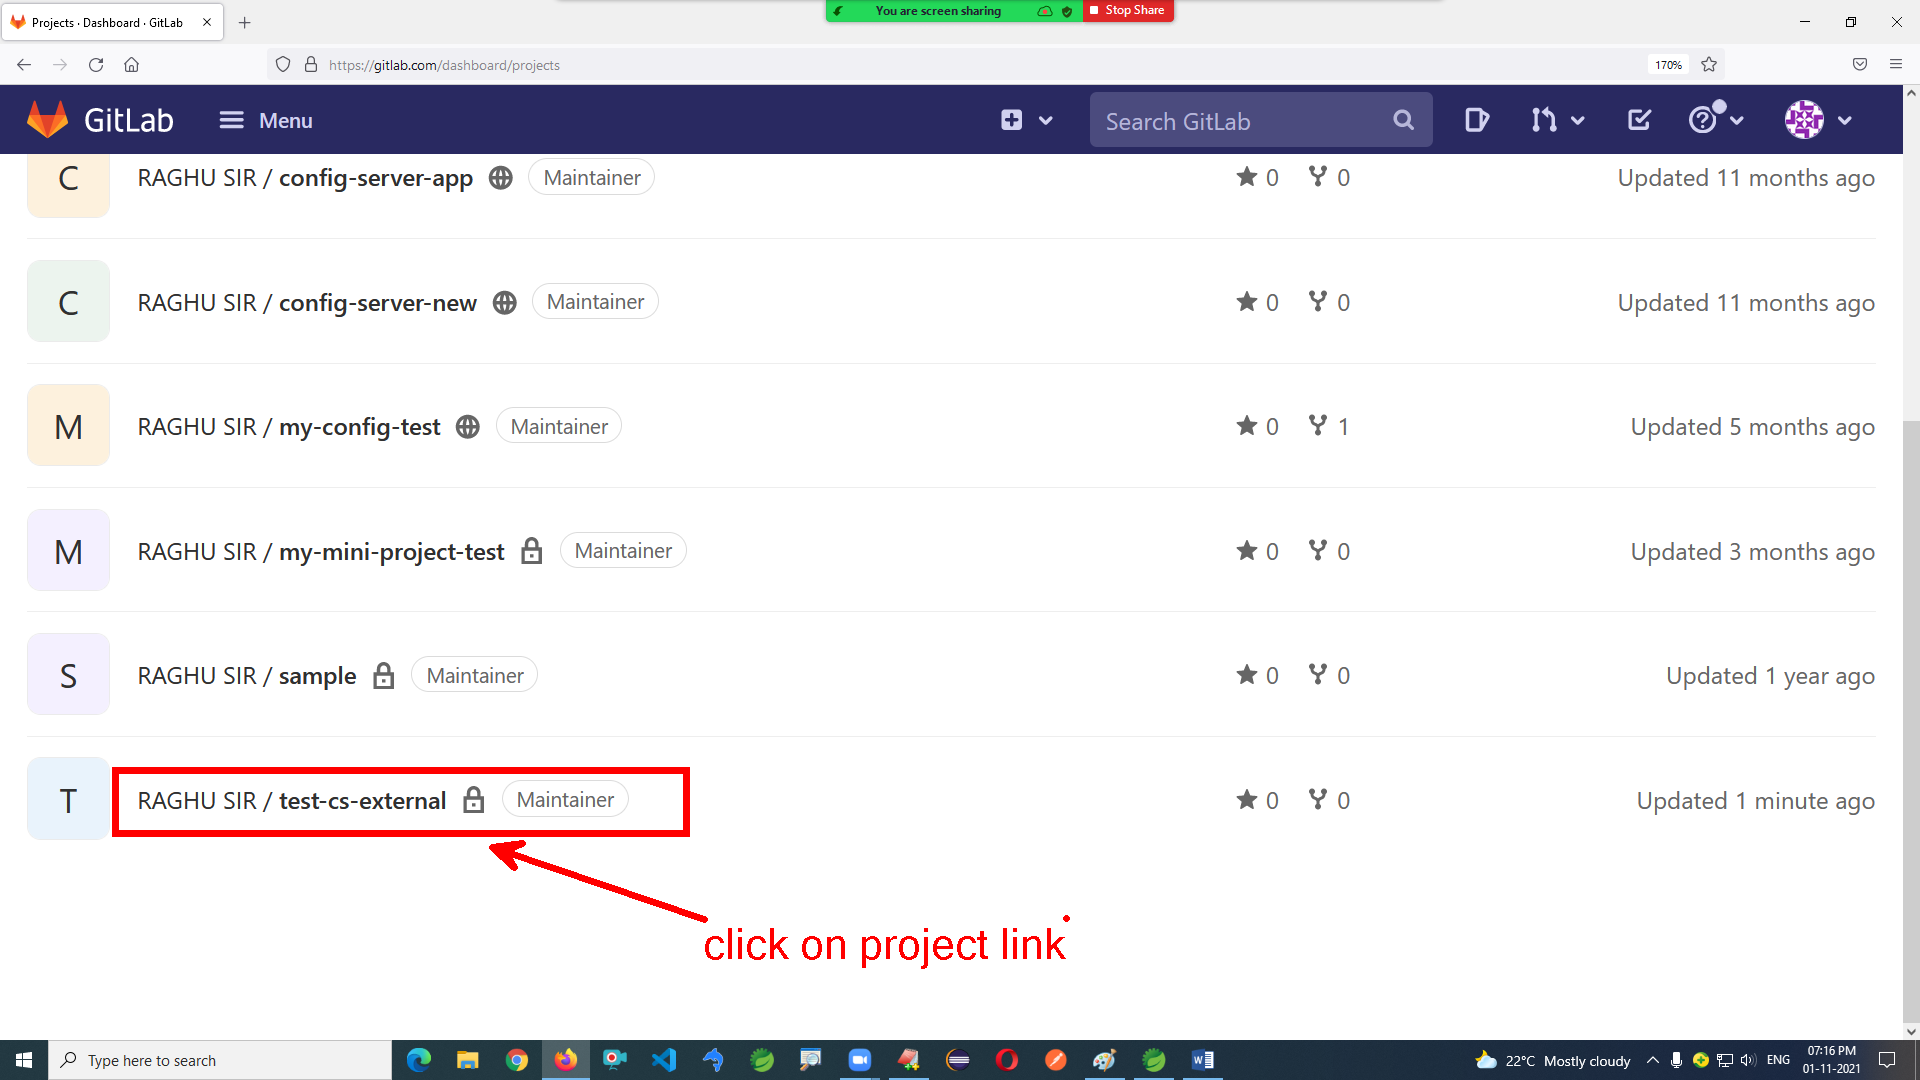 Projects · Dashboard · GitLab
You are screen sharing
Stop Share
https://gitlab.com/dashboard/projects
170%
GitLab
Menu
Search GitLab
C
RAGHU SIR / config-server-app
Maintainer
0
0
Updated 11 months ago
C
RAGHU SIR / config-server-new
Maintainer
0
0
Updated 11 months ago
M
RAGHU SIR / my-config-test
Maintainer
0
1
Updated 5 months ago
M
RAGHU SIR / my-mini-project-test
Maintainer
0
0
Updated 3 months ago
S
RAGHU SIR / sample
Maintainer
0
0
Updated 1 year ago
T
RAGHU SIR / test-cs-external
Maintainer
0
0
Updated 1 minute ago
click on project link
Type here to search
22°C Mostly cloudy
ENG
07:16 PM
01-11-2021